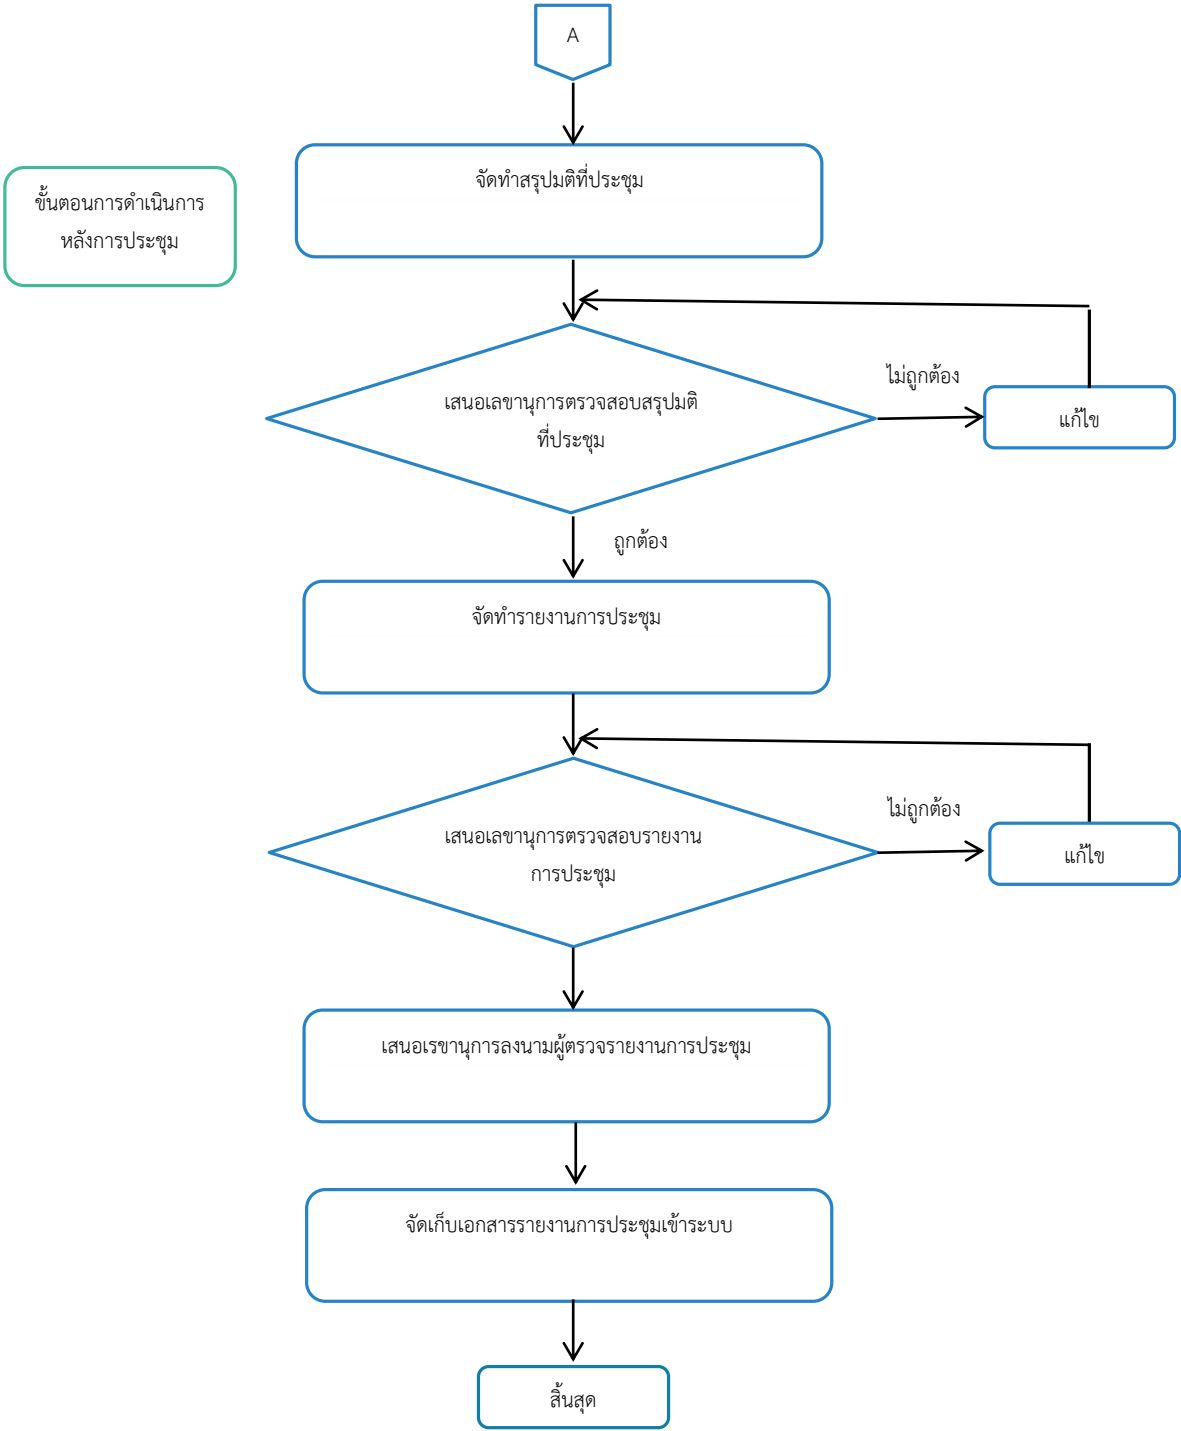 A
จัดทำสรุปมติที่ประชุม
ขั้นตอนการดำเนินการ
หลังการประชุม
ไม่ถูกต้อง
เสนอเลขานุการตรวจสอบสรุปมติ
ที่ประชุม
แก้ไข
ถูกต้อง
จัดทำรายงานการประชุม
ไม่ถูกต้อง
เสนอเลขานุการตรวจสอบรายงาน
การประชุม
แก้ไข
เสนอเรขานุการลงนามผู้ตรวจรายงานการประชุม
จัดเก็บเอกสารรายงานการประชุมเข้าระบบ
สิ้นสุด